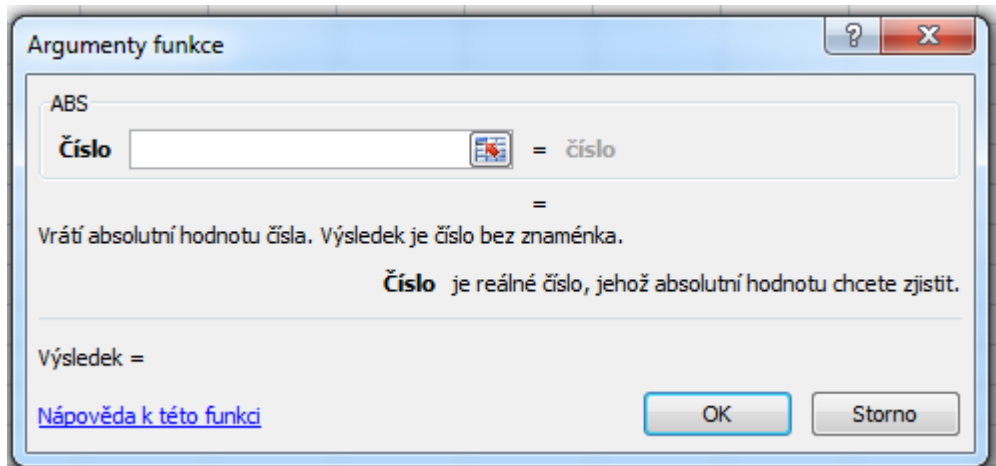 Argumenty funkce
ABS
Číslo = číslo
=
Vrátí absolutní hodnotu čísla. Výsledek je číslo bez znaménka.
Číslo je reálné číslo, jehož absolutní hodnotu chcete zjistit.
Výsledek =
Nápověda k této funkci OK Storno